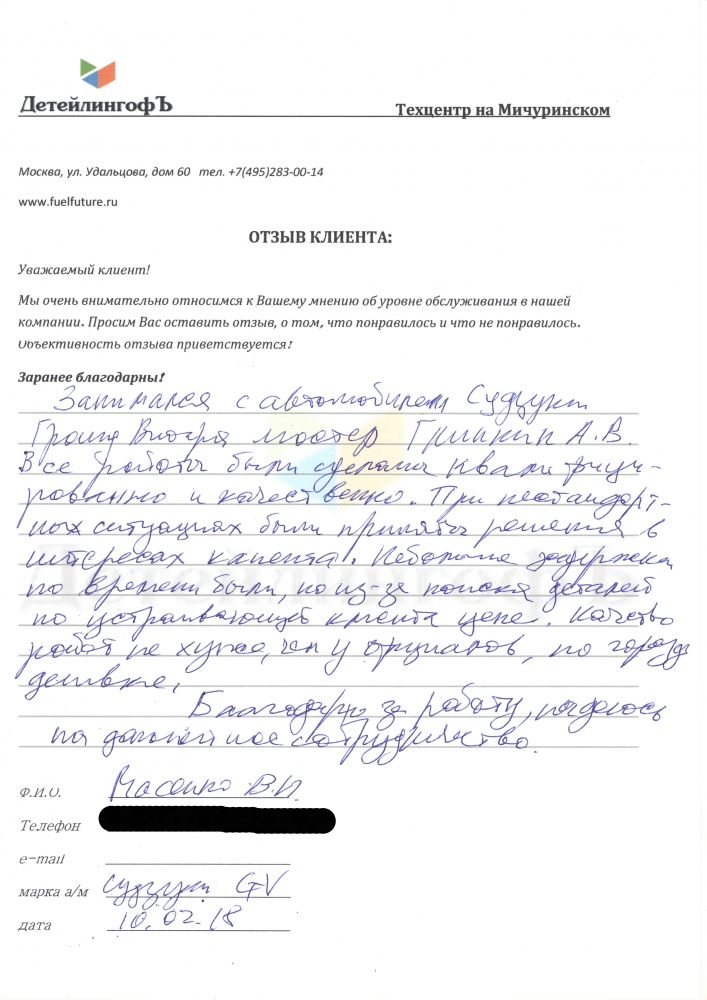 ДетейлингофЪ
Техцентр на Мичуринском
Москва, ул. Удальцова, дом 60 тел. +7(495)283-00-14
www.fuelfuture.ru
ОТЗЫВ КЛИЕНТА:
Уважаемый клиент!
Мы очень внимательно относимся к Вашему мнению об уровне обслуживания в нашей
компании. Просим Вас оставить отзыв, о том, что понравилось и что не понравилось.
Объективность отзыва приветствуется!
Заранее благодарны!
Занимался с автомобилем Судзуки
Гранд Витара мастер А.В.
Все работы были сделаны квалифици-
ровано и качественно. При нестандарт-
ных ситуациях были приняты решения в
интересах клиента. Небольшие задержки
по времени были, но из-за поиска деталей
по устраивающей клиента цене. Качество
работ не хуже, чем у , но гораздо
дешевле.
Благодарю за работу, надеюсь
на дальнейшее сотрудничество.
Ф.И.О. В.И.
Телефон
e-mail
марка а/м Судзуки GV
дата 10.02.18
ДетейлингофЪ